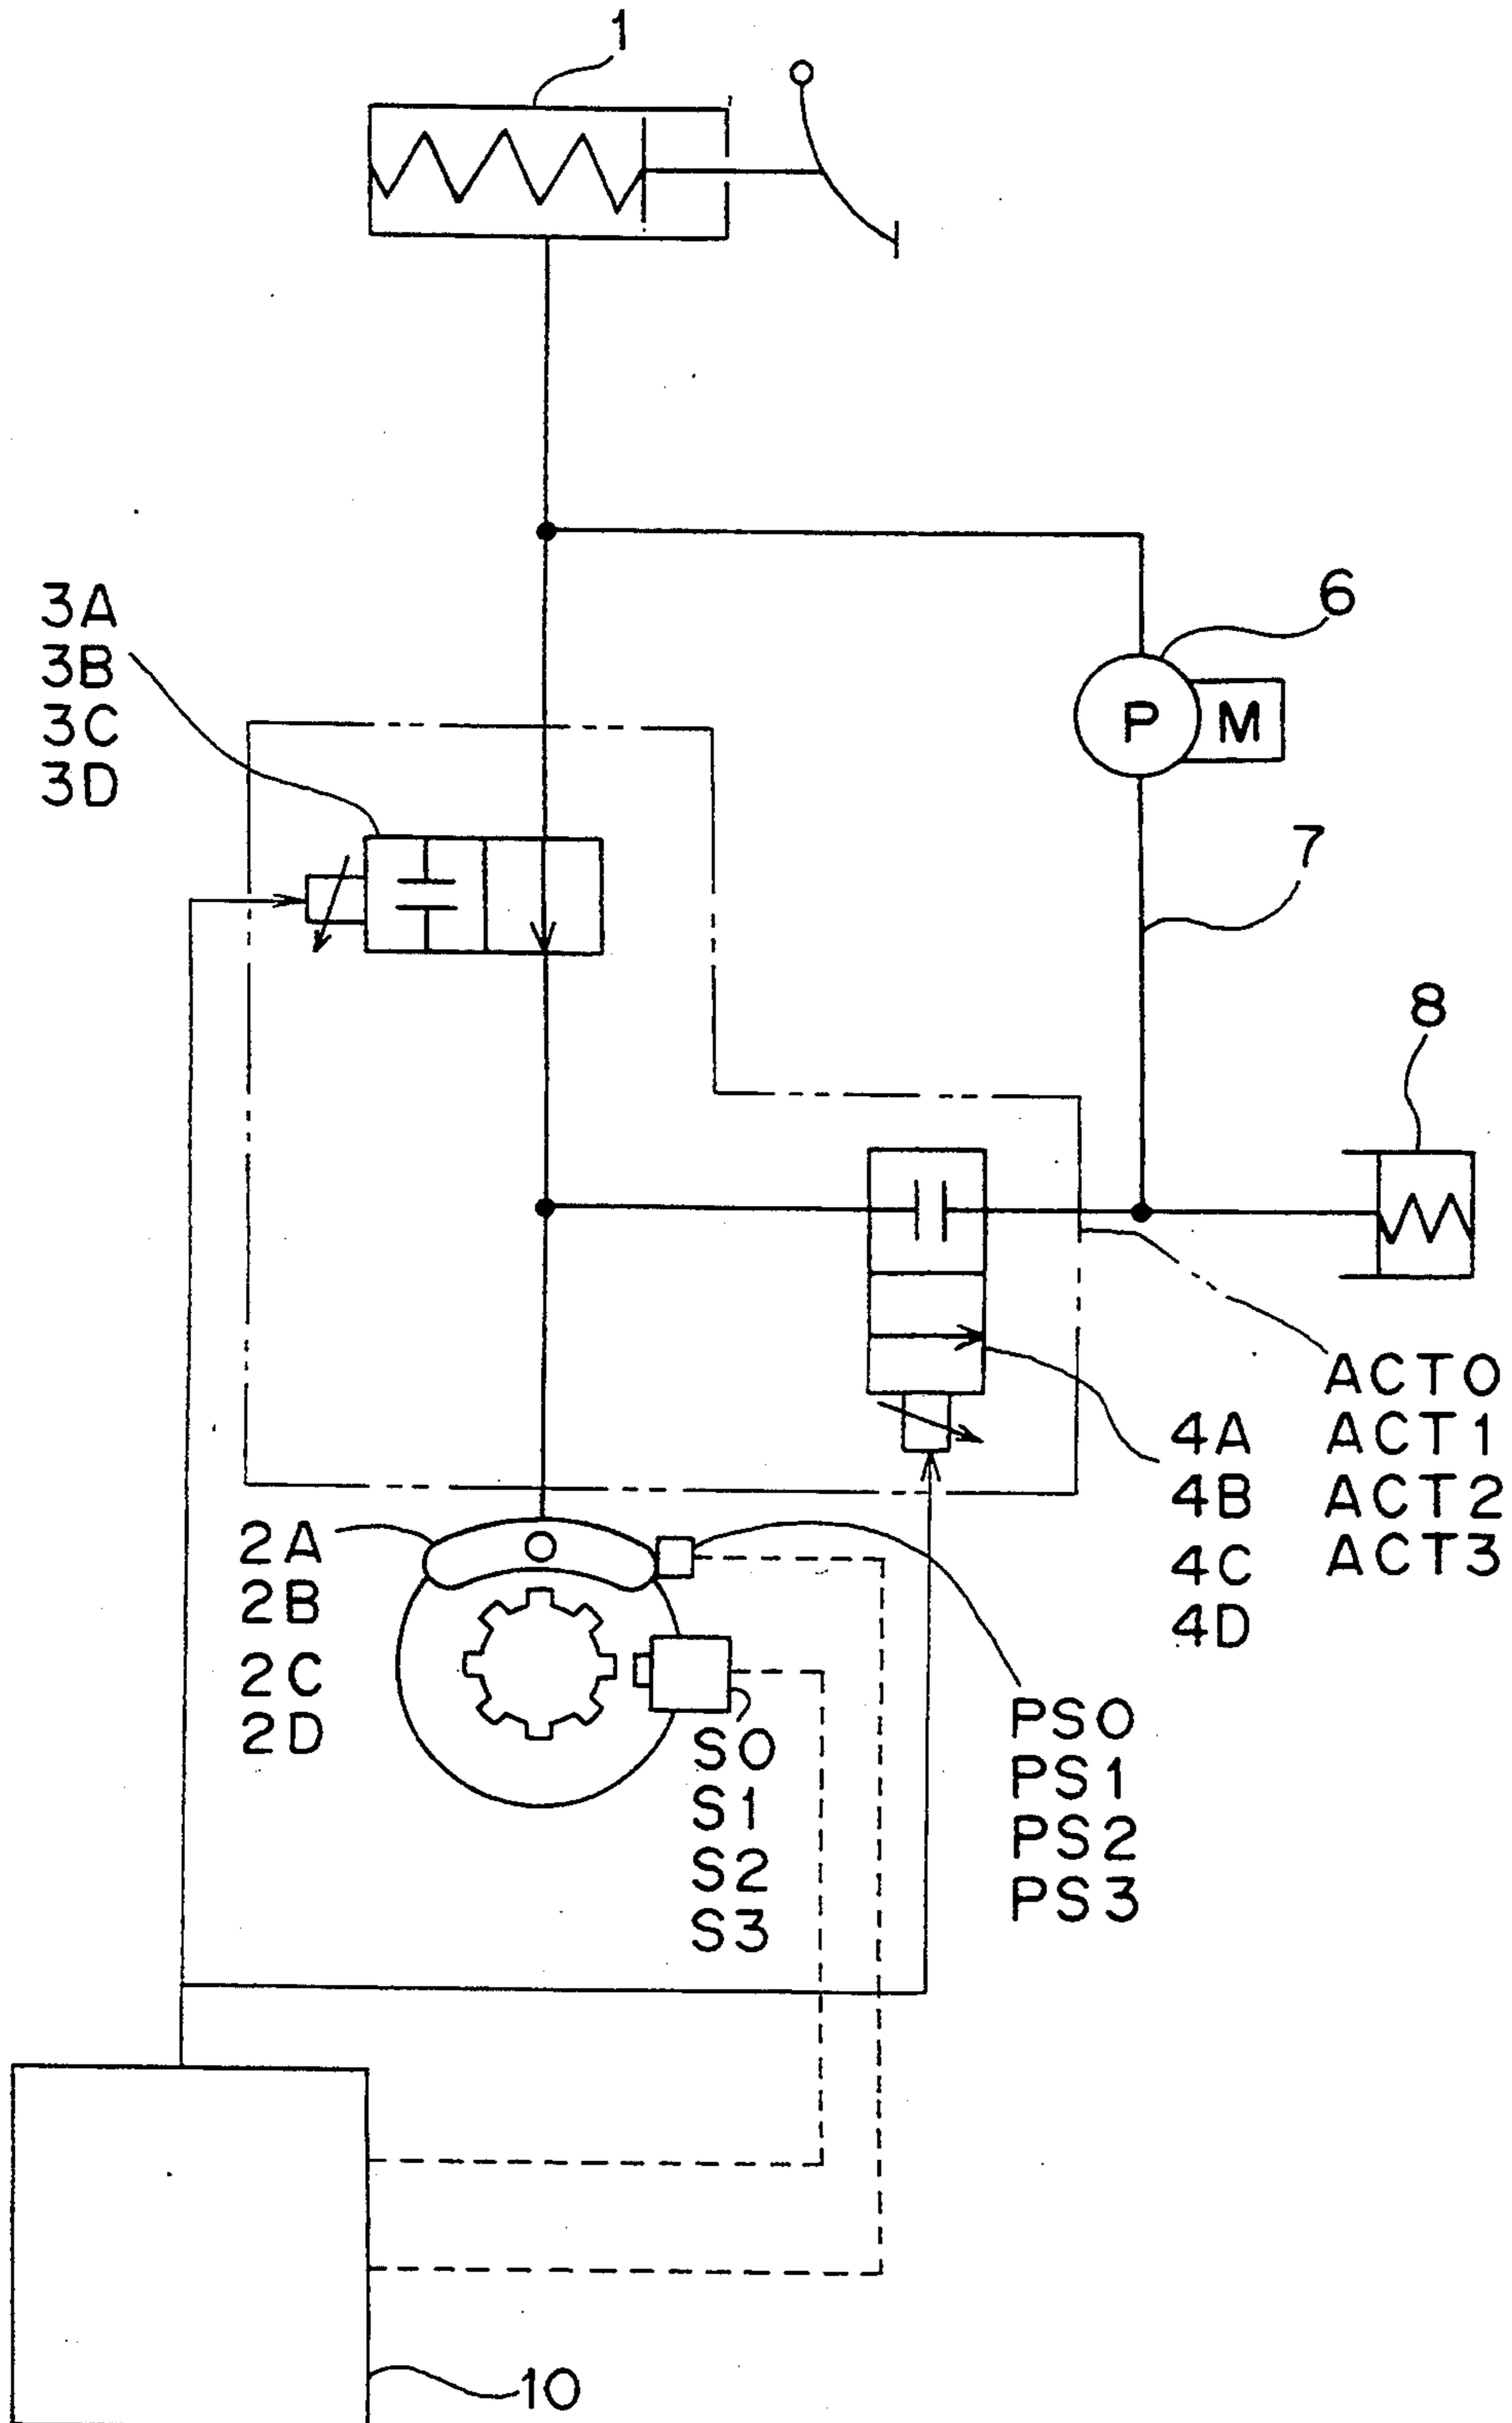 1
3A
3B
3C
3D
6
P M
7
8
ACT0
ACT1
ACT2
ACT3
4A
4B
4C
4D
2A
2B
2C
2D
S0
S1
S2
S3
PS0
PS1
PS2
PS3
10